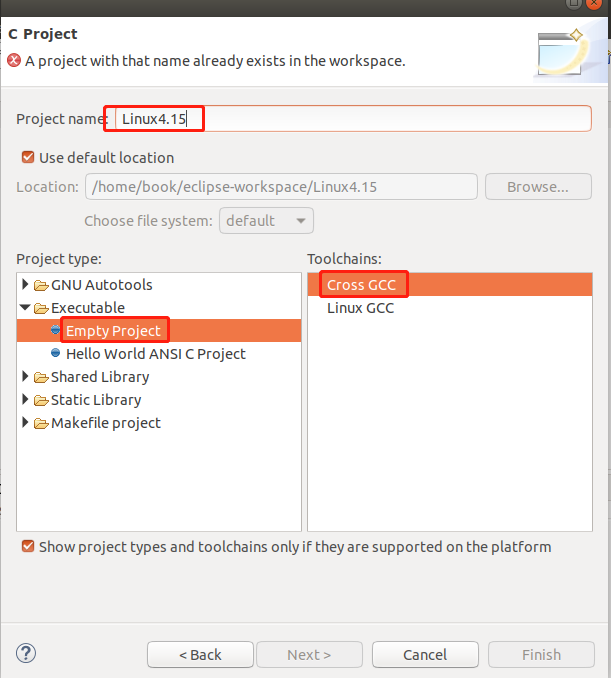 C Project
A project with that name already exists in the workspace.
Project name: Linux4.15
Use default location
Location: /home/book/eclipse-workspace/Linux4.15 Browse...
Choose file system: default
Project type: Toolchains:
GNU Autotools Cross GCC
Executable Linux GCC
Empty Project
Hello World ANSI C Project
Shared Library
Static Library
Makefile project
Show project types and toolchains only if they are supported on the platform
? < Back Next > Cancel Finish